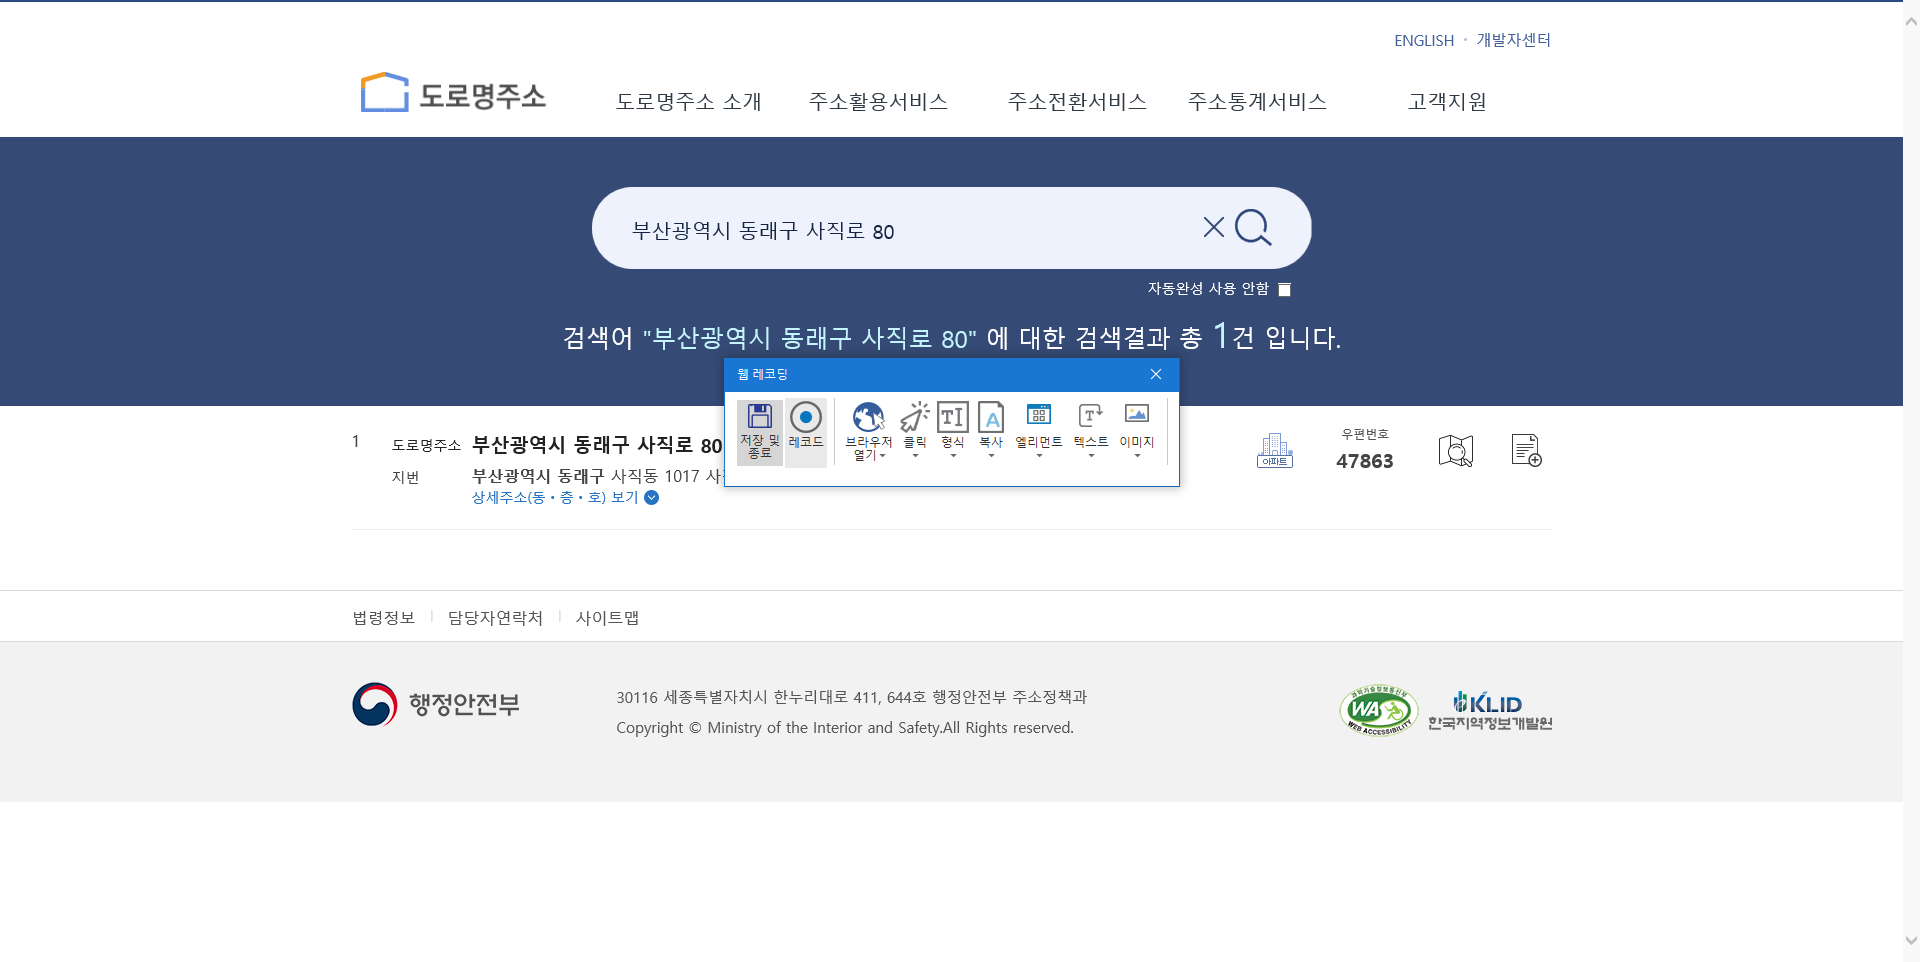 ENGLISH • 개발자센터
도로명주소
도로명주소 소개 주소활용서비스 주소전환서비스 주소통계서비스 고객지원
부산광역시 동래구 사직로 80
자동완성 사용 안함
검색어 "부산광역시 동래구 사직로 80" 에 대한 검색결과 총 1건 입니다.
웹 레코딩
저장 및 종료
레코드
브라우저 열기
클릭
형식
복사
엘리먼트
텍스트
이미지
1 도로명주소 부산광역시 동래구 사직로 80
지번 부산광역시 동래구 사직동 1017
상세주소(동•층•호) 보기
아파트
우편번호
47863
법령정보 담당자연락처 사이트맵
행정안전부
30116 세종특별자치시 한누리대로 411, 644호 행정안전부 주소정책과
Copyright © Ministry of the Interior and Safety.All Rights reserved.
과학기술정보통신부
WA
WEB ACCESSIBILITY
KLID
한국지역정보개발원